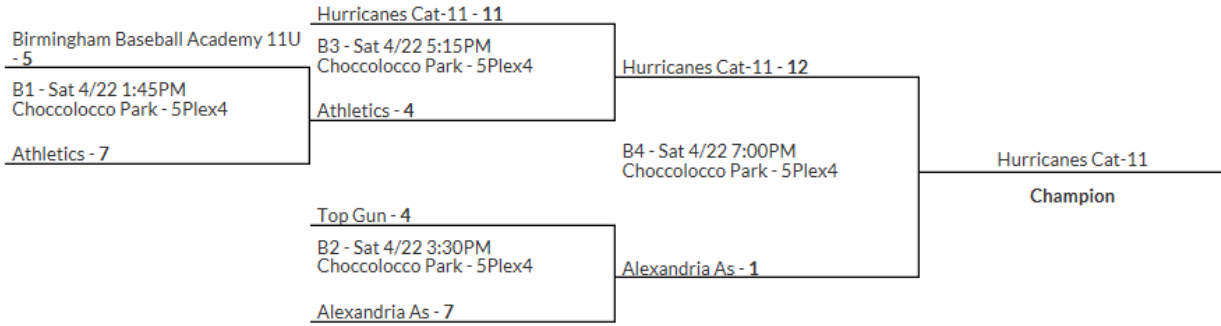 Birmingham Baseball Academy 11U
- 5
B1 - Sat 4/22 1:45PM
Choccolocco Park - 5Plex4
Athletics - 7
Hurricanes Cat-11 - 11
B3 - Sat 4/22 5:15PM
Choccolocco Park - 5Plex4
Athletics - 4
Top Gun - 4
B2 - Sat 4/22 3:30PM
Choccolocco Park - 5Plex4
Alexandria As - 7
Hurricanes Cat-11 - 12
B4 - Sat 4/22 7:00PM
Choccolocco Park - 5Plex4
Alexandria As - 1
Hurricanes Cat-11
Champion